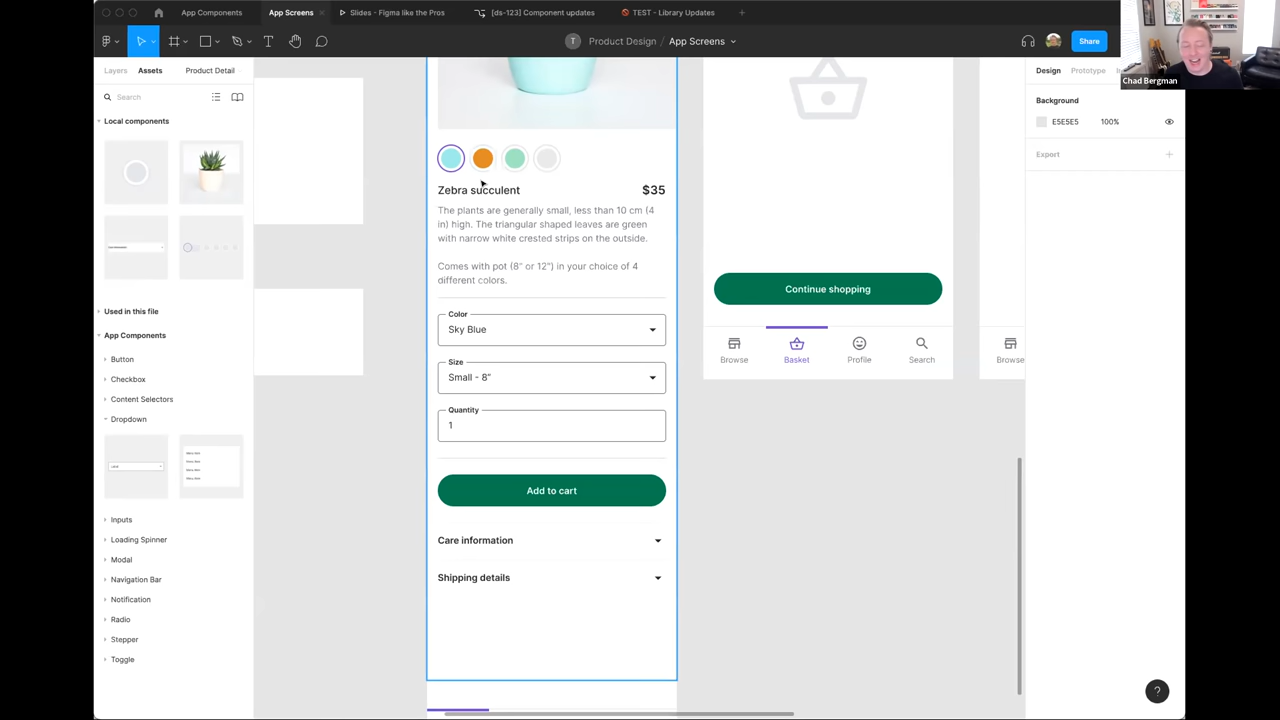 App Components
App Screens
Slides - Figma like the Pros
[ds-123] Component updates
TEST - Library Updates
T
Product Design / App Screens
Share
Chad Bergman
Layers
Assets
Product Detail
Search
Local components
Used in this file
App Components
Button
Checkbox
Content Selectors
Dropdown
Inputs
Loading Spinner
Modal
Navigation Bar
Notification
Radio
Stepper
Toggle
Zebra succulent
$35
The plants are generally small, less than 10 cm (4
in) high. The triangular shaped leaves are green
with narrow white crested strips on the outside.
Comes with pot (8" or 12") in your choice of 4
different colors.
Color
Sky Blue
Size
Small - 8"
Quantity
1
Add to cart
Care information
Shipping details
Continue shopping
Browse
Basket
Profile
Search
Browse
Design
Prototype
Background
E5E5E5
100%
Export
?